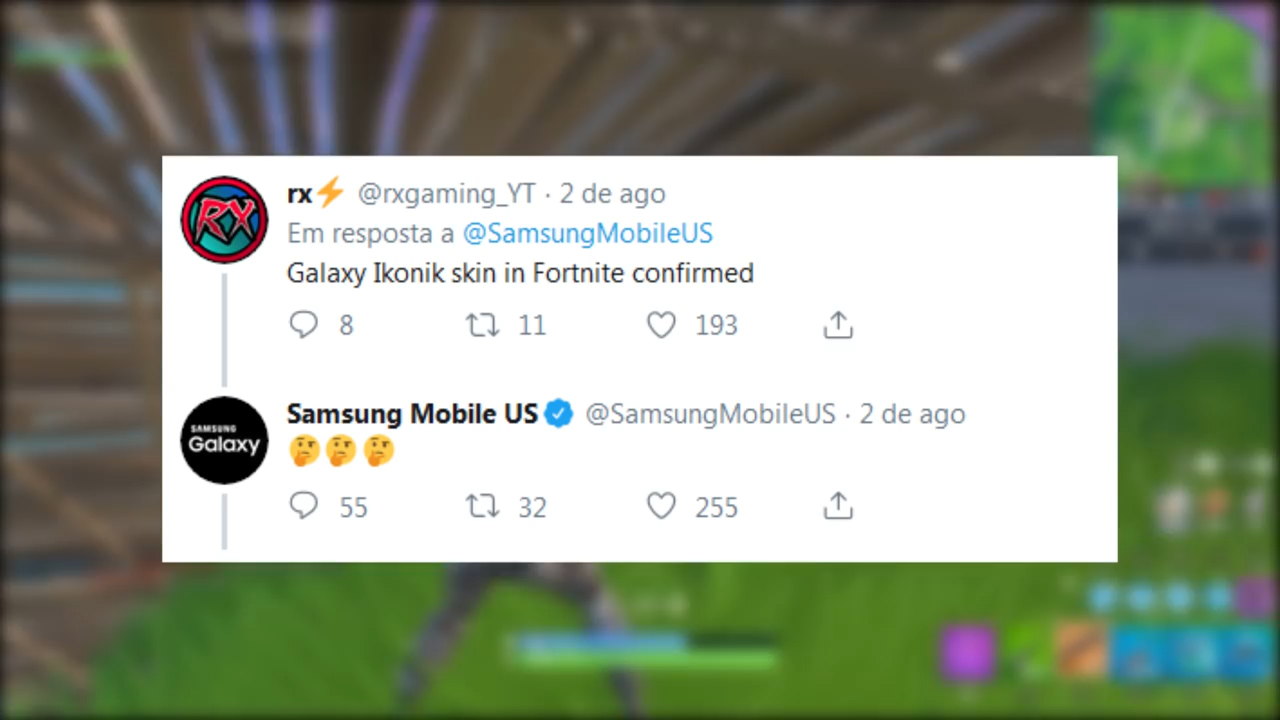 RX
rx⚡ @rxgaming_YT · 2 de ago
Em resposta a @SamsungMobileUS
Galaxy Ikonik skin in Fortnite confirmed
8 11 193
SAMSUNG
Galaxy
Samsung Mobile US @SamsungMobileUS · 2 de ago
🤔🤔🤔
55 32 255